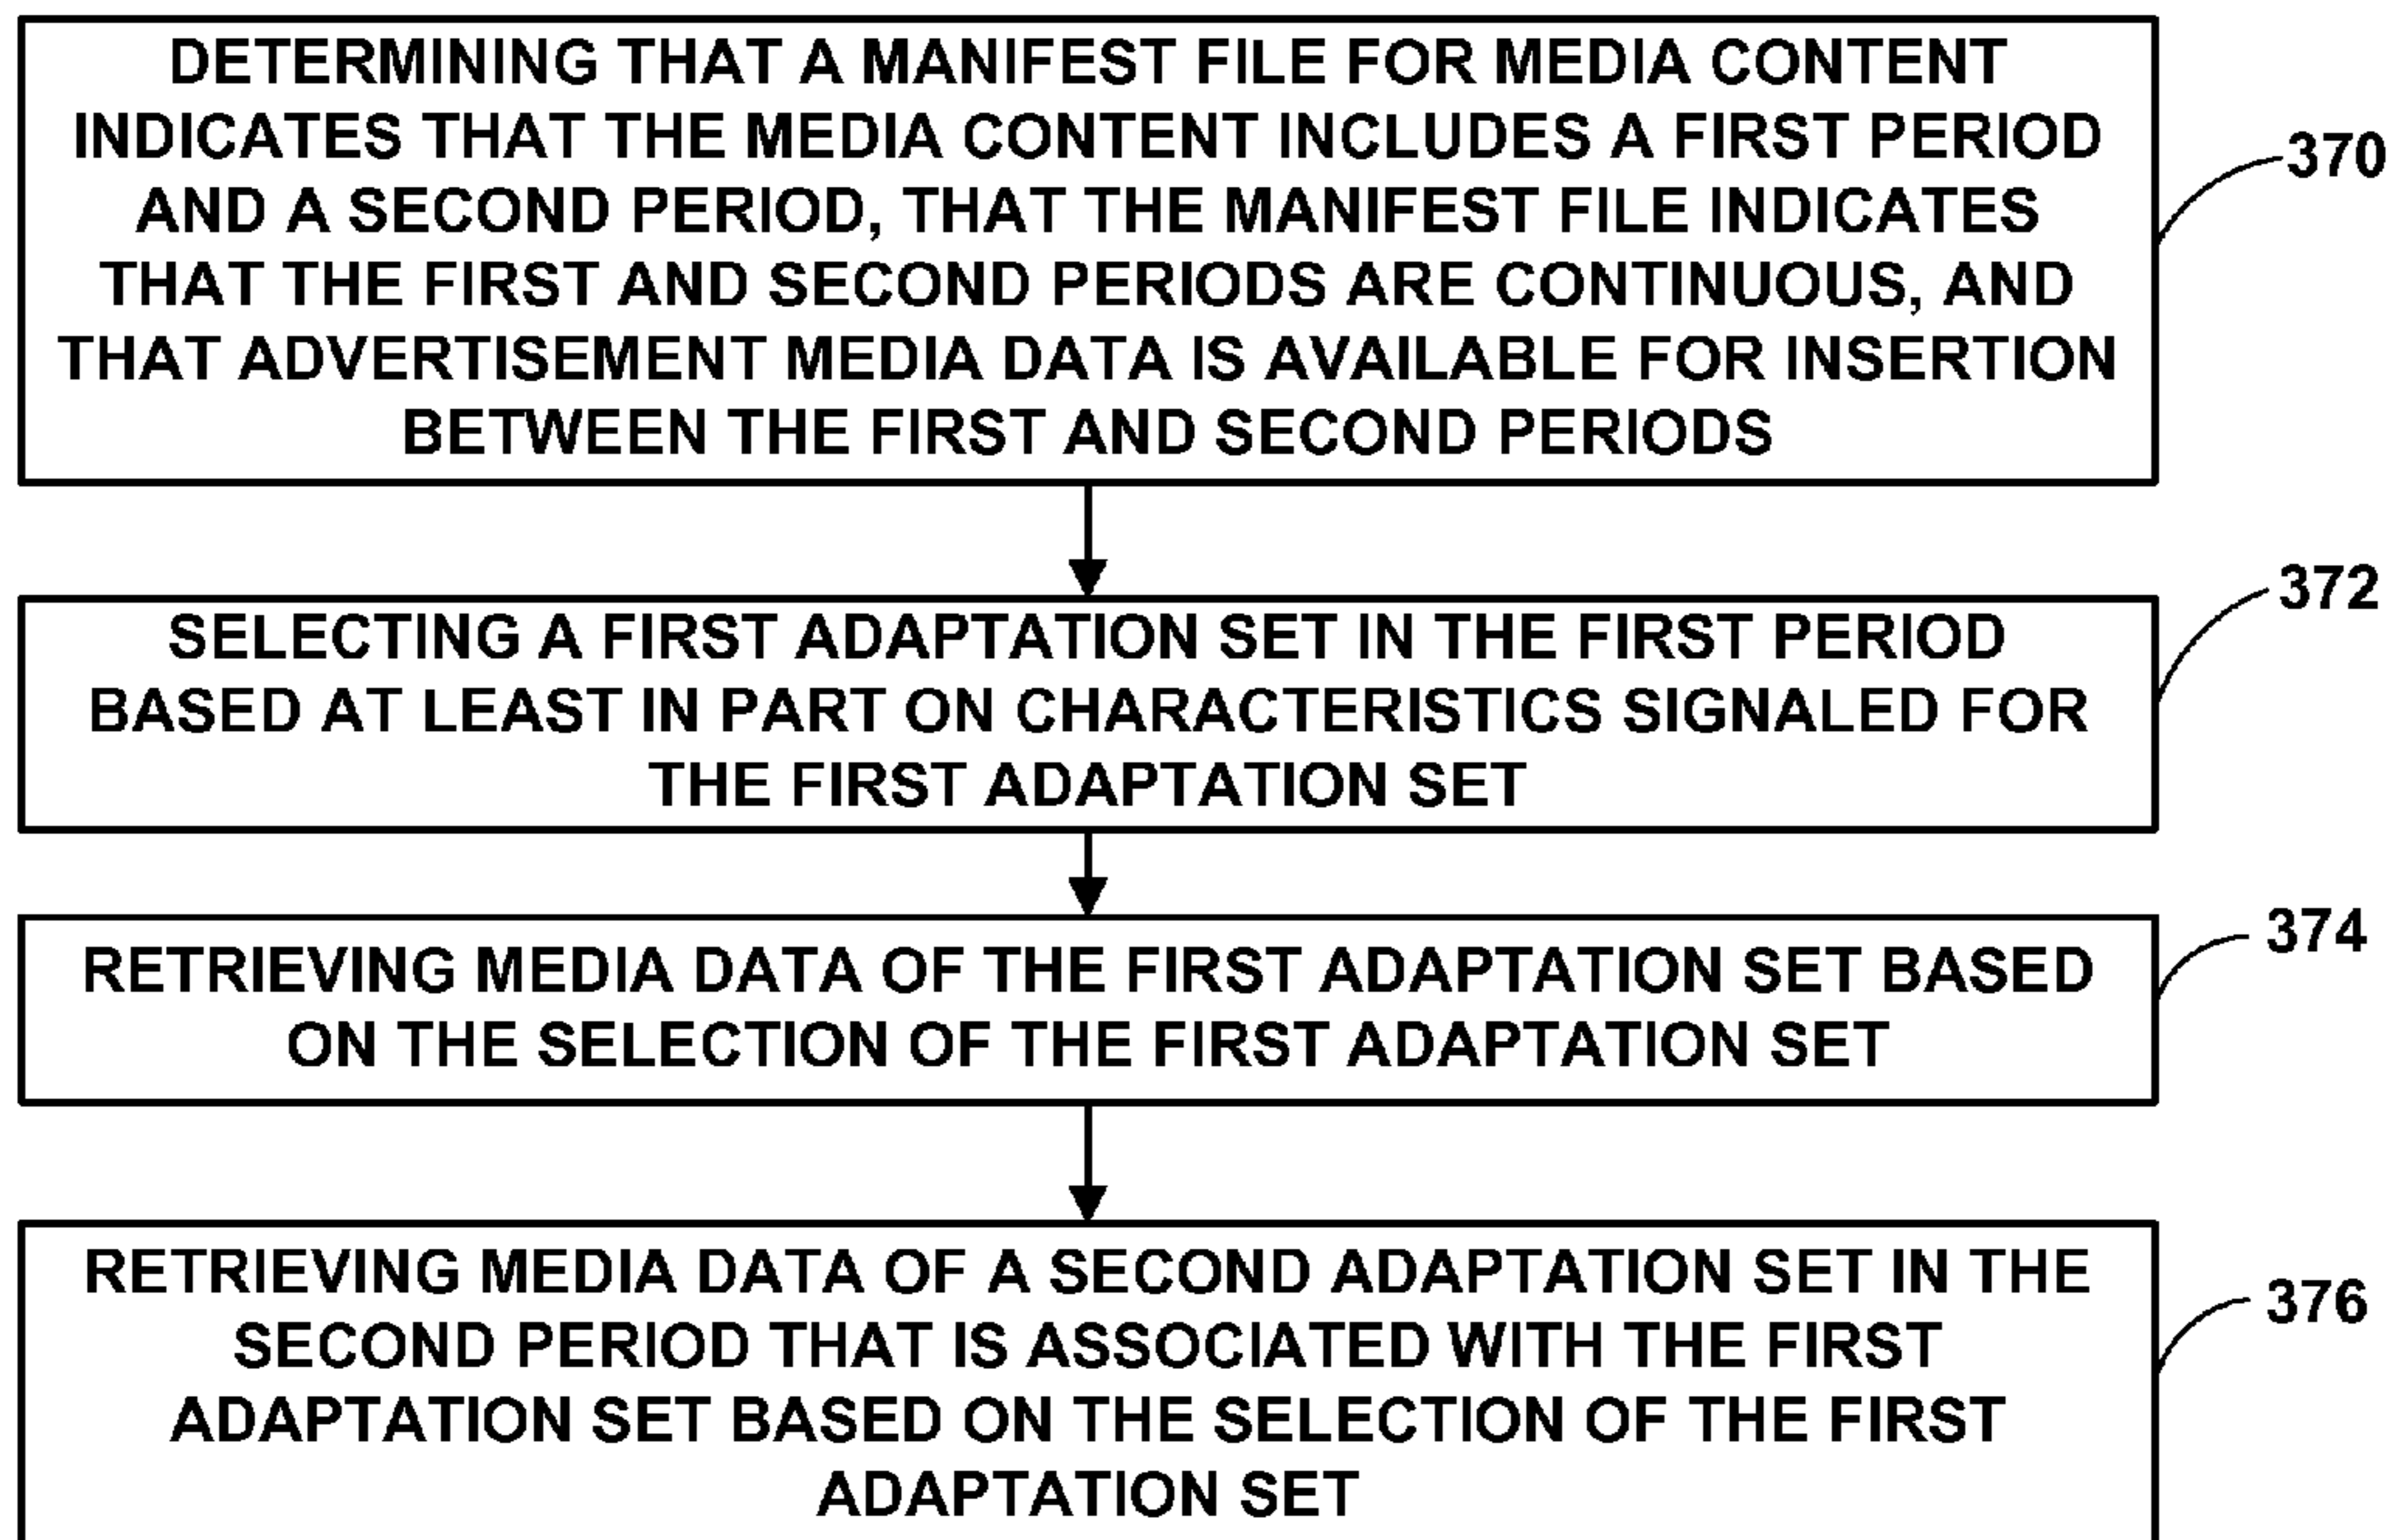 DETERMINING THAT A MANIFEST FILE FOR MEDIA CONTENT
INDICATES THAT THE MEDIA CONTENT INCLUDES A FIRST PERIOD
AND A SECOND PERIOD, THAT THE MANIFEST FILE INDICATES
THAT THE FIRST AND SECOND PERIODS ARE CONTINUOUS, AND
THAT ADVERTISEMENT MEDIA DATA IS AVAILABLE FOR INSERTION
BETWEEN THE FIRST AND SECOND PERIODS
370
SELECTING A FIRST ADAPTATION SET IN THE FIRST PERIOD
BASED AT LEAST IN PART ON CHARACTERISTICS SIGNALED FOR
THE FIRST ADAPTATION SET
372
RETRIEVING MEDIA DATA OF THE FIRST ADAPTATION SET BASED
ON THE SELECTION OF THE FIRST ADAPTATION SET
374
RETRIEVING MEDIA DATA OF A SECOND ADAPTATION SET IN THE
SECOND PERIOD THAT IS ASSOCIATED WITH THE FIRST
ADAPTATION SET BASED ON THE SELECTION OF THE FIRST
ADAPTATION SET
376